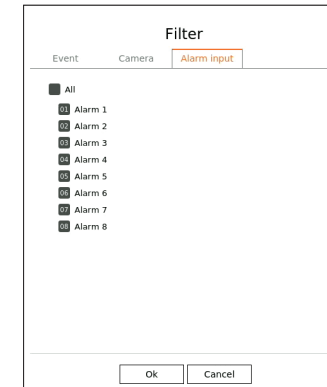 Filter
Event Camera Alarm input
All
01 Alarm 1
02 Alarm 2
03 Alarm 3
04 Alarm 4
05 Alarm 5
06 Alarm 6
07 Alarm 7
08 Alarm 8
Ok Cancel